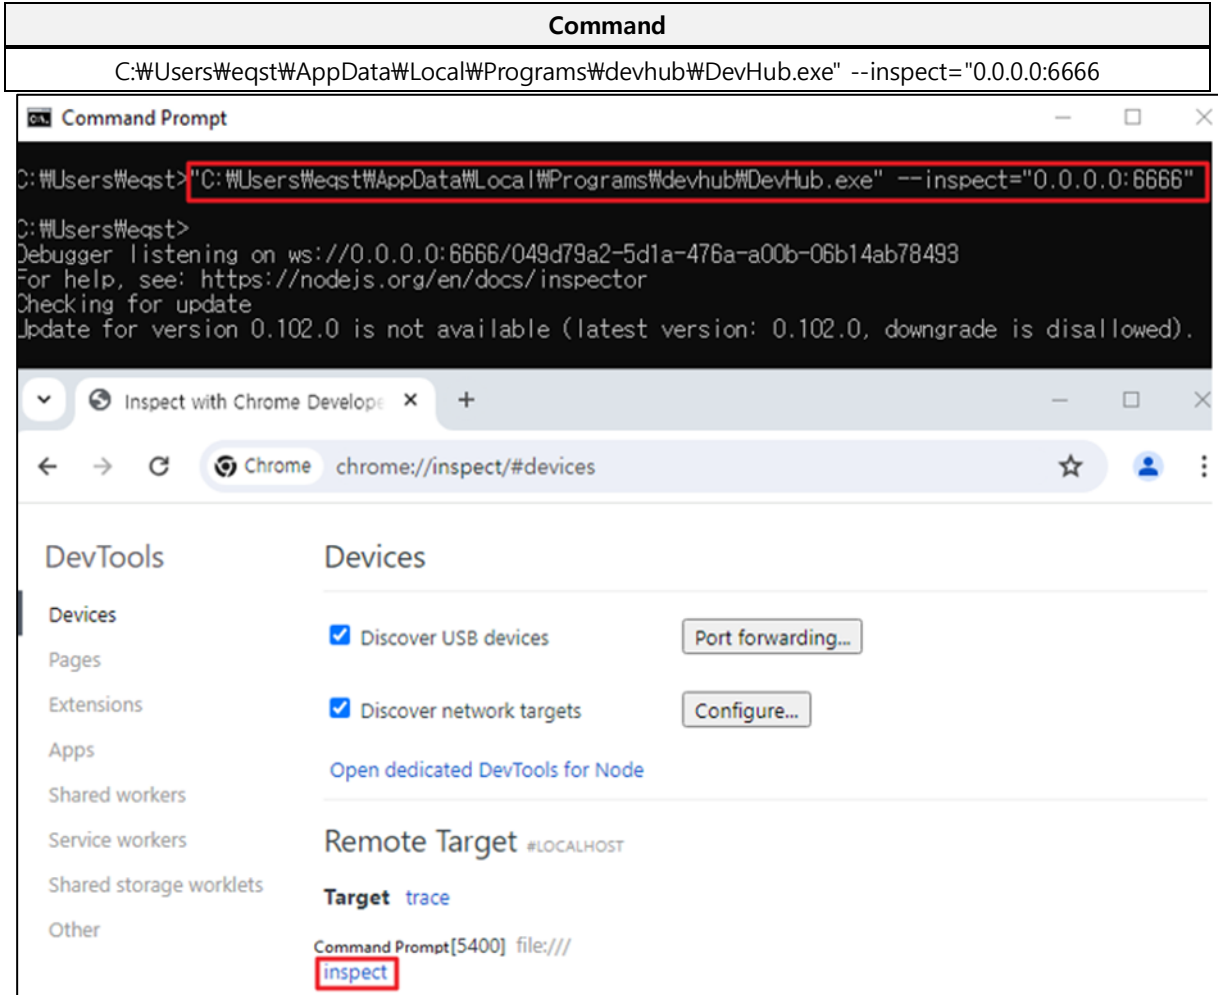 Command
C:₩Users₩eqst₩AppData₩Local₩Programs₩devhub₩DevHub.exe" --inspect="0.0.0.0:6666
Command Prompt
C:₩Users₩eqst>"C:₩Users₩eqst₩AppData₩Local₩Programs₩devhub₩DevHub.exe" --inspect="0.0.0.0:6666"
C:₩Users₩eqst>
Debugger listening on ws://0.0.0.0:6666/049d79a2-5d1a-476a-a00b-06b14ab78493
For help, see: https://nodejs.org/en/docs/inspector
Checking for update
Update for version 0.102.0 is not available (latest version: 0.102.0, downgrade is disallowed).
Inspect with Chrome Develope
Chrome chrome://inspect/#devices
DevTools
Devices
Pages
Extensions
Apps
Shared workers
Service workers
Shared storage worklets
Other
Devices
Discover USB devices Port forwarding...
Discover network targets Configure...
Open dedicated DevTools for Node
Remote Target #LOCALHOST
Target trace
Command Prompt[5400] file:///
inspect